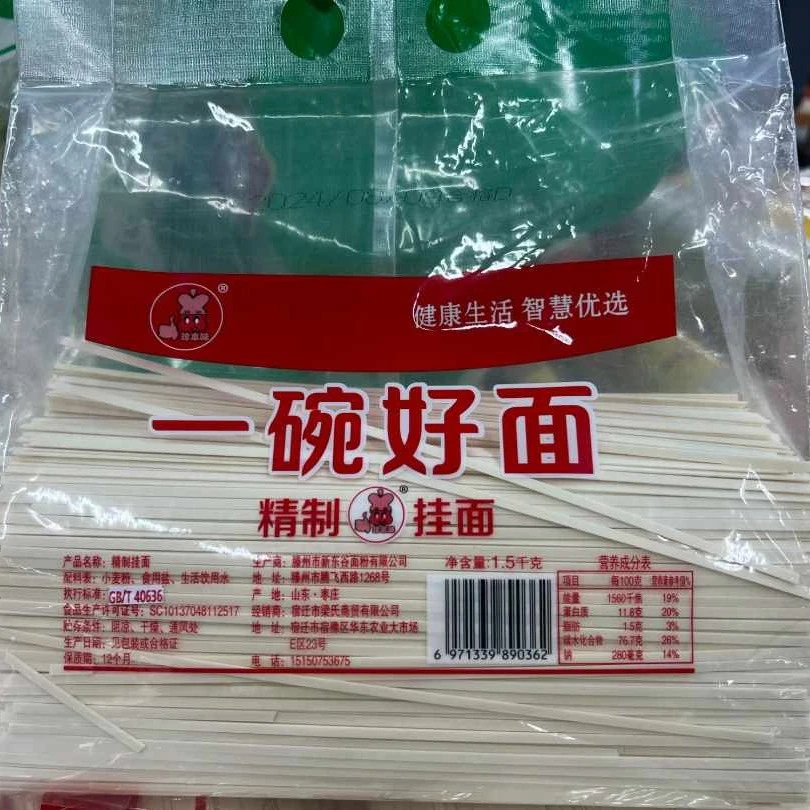 ®
健康生活 智慧优选
一碗好面
精制 ® 挂面
产品名称：精制挂面
配料表：小麦粉、食用盐、生活饮用水
执行标准：GB/T 40636
食品生产许可证号：SC10137048112517
贮存条件：阴凉、干燥、通风处
生产日期：见包装或合格证
保质期：12个月
生产商：滕州市新东谷面粉有限公司
地 址：滕州市腾飞西路1268号
产 地：山东·枣庄
经销商：宿迁市梁氏商贸有限公司
地 址：宿迁市宿豫区华东农业大市场
E区23号
电 话：15150753675
净含量：1.5千克
6 971339 890362
营养成分表
项目 每100克 营养素参考值%
能量 1560千焦 19%
蛋白质 11.8克 20%
脂肪 1.5克 3%
碳水化合物 76.7克 26%
钠 280毫克 14%